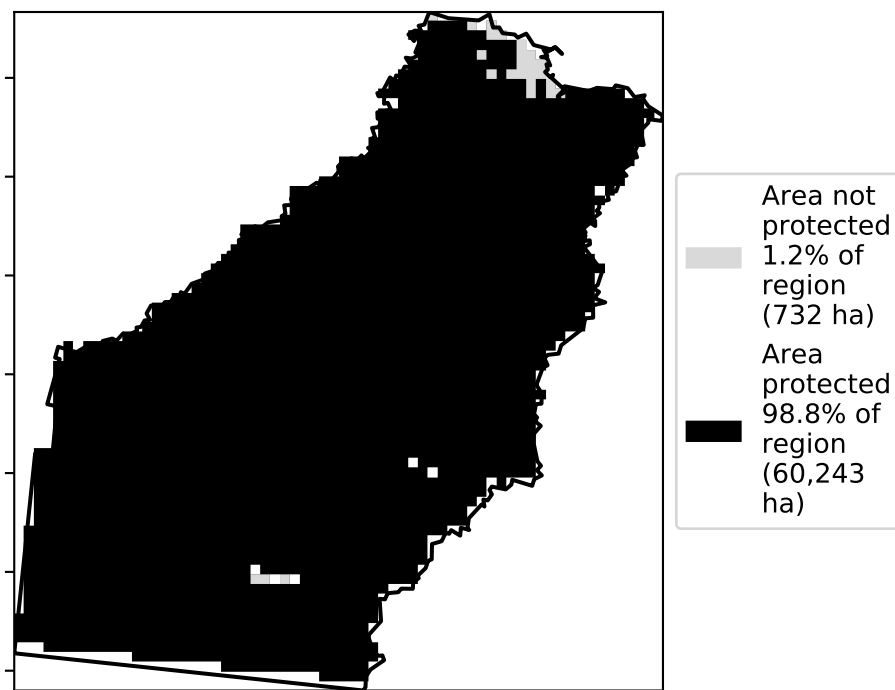 Area not
protected
1.2% of
region
(732 ha)
Area
protected
98.8% of
region
(60,243
ha)